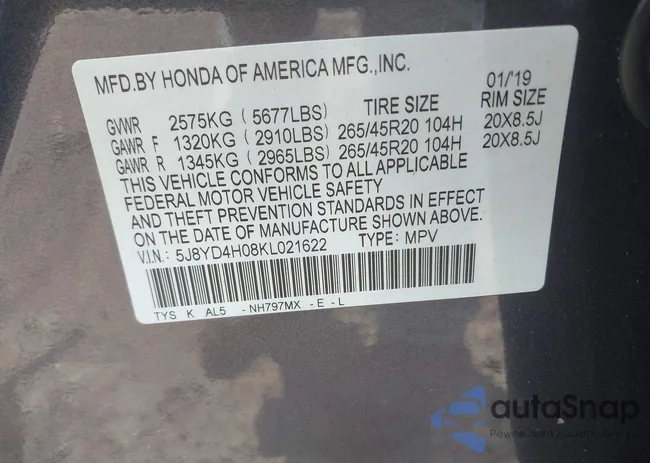 MFD.BY HONDA OF AMERICA MFG.,INC. 01/'19
TIRE SIZE RIM SIZE
GVWR 2575KG ( 5677LBS)
GAWR F 1320KG ( 2910LBS) 265/45R20 104H 20X8.5J
GAWR R 1345KG ( 2965LBS) 265/45R20 104H 20X8.5J
THIS VEHICLE CONFORMS TO ALL APPLICABLE
FEDERAL MOTOR VEHICLE SAFETY
AND THEFT PREVENTION STANDARDS IN EFFECT
ON THE DATE OF MANUFACTURE SHOWN ABOVE.
V.I.N: 5J8YD4H08KL021622 TYPE: MPV
TYS K AL5 -NH797MX -E-L
autoSnap
Pewne auto z